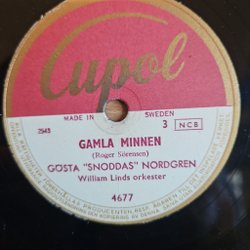 Cupol
MADE IN SWEDEN
2943
3 NCB
GAMLA MINNEN
(Roger Sörensen)
GÖSTA "SNODDAS" NORDGREN
William Linds orkester
4677